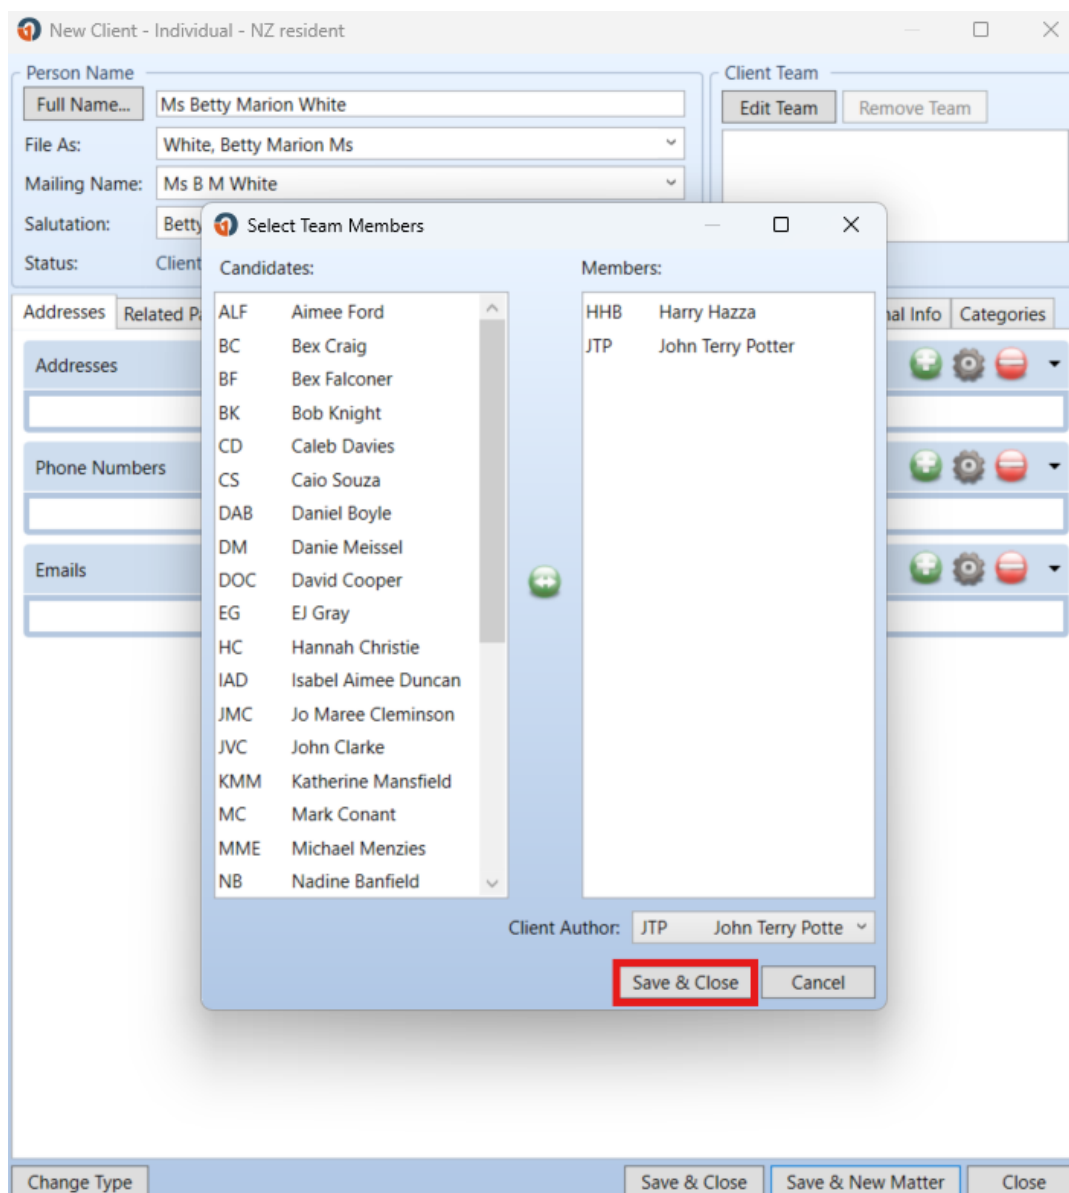 New Client - Individual - NZ resident
Person Name
Full Name... Ms Betty Marion White
File As: White, Betty Marion Ms
Mailing Name: Ms B M White
Salutation: Betty
Status: Client
Client Team
Edit Team Remove Team
Addresses Related nal Info Categories
Addresses
Phone Numbers
Emails
Select Team Members
Candidates:
ALF Aimee Ford
BC Bex Craig
BF Bex Falconer
BK Bob Knight
CD Caleb Davies
CS Caio Souza
DAB Daniel Boyle
DM Danie Meissel
DOC David Cooper
EG EJ Gray
HC Hannah Christie
IAD Isabel Aimee Duncan
JMC Jo Maree Cleminson
JVC John Clarke
KMM Katherine Mansfield
MC Mark Conant
MME Michael Menzies
NB Nadine Banfield
Members:
HHB Harry Hazza
JTP John Terry Potter
Client Author: JTP John Terry Potte
Save & Close Cancel
Change Type Save & Close Save & New Matter Close